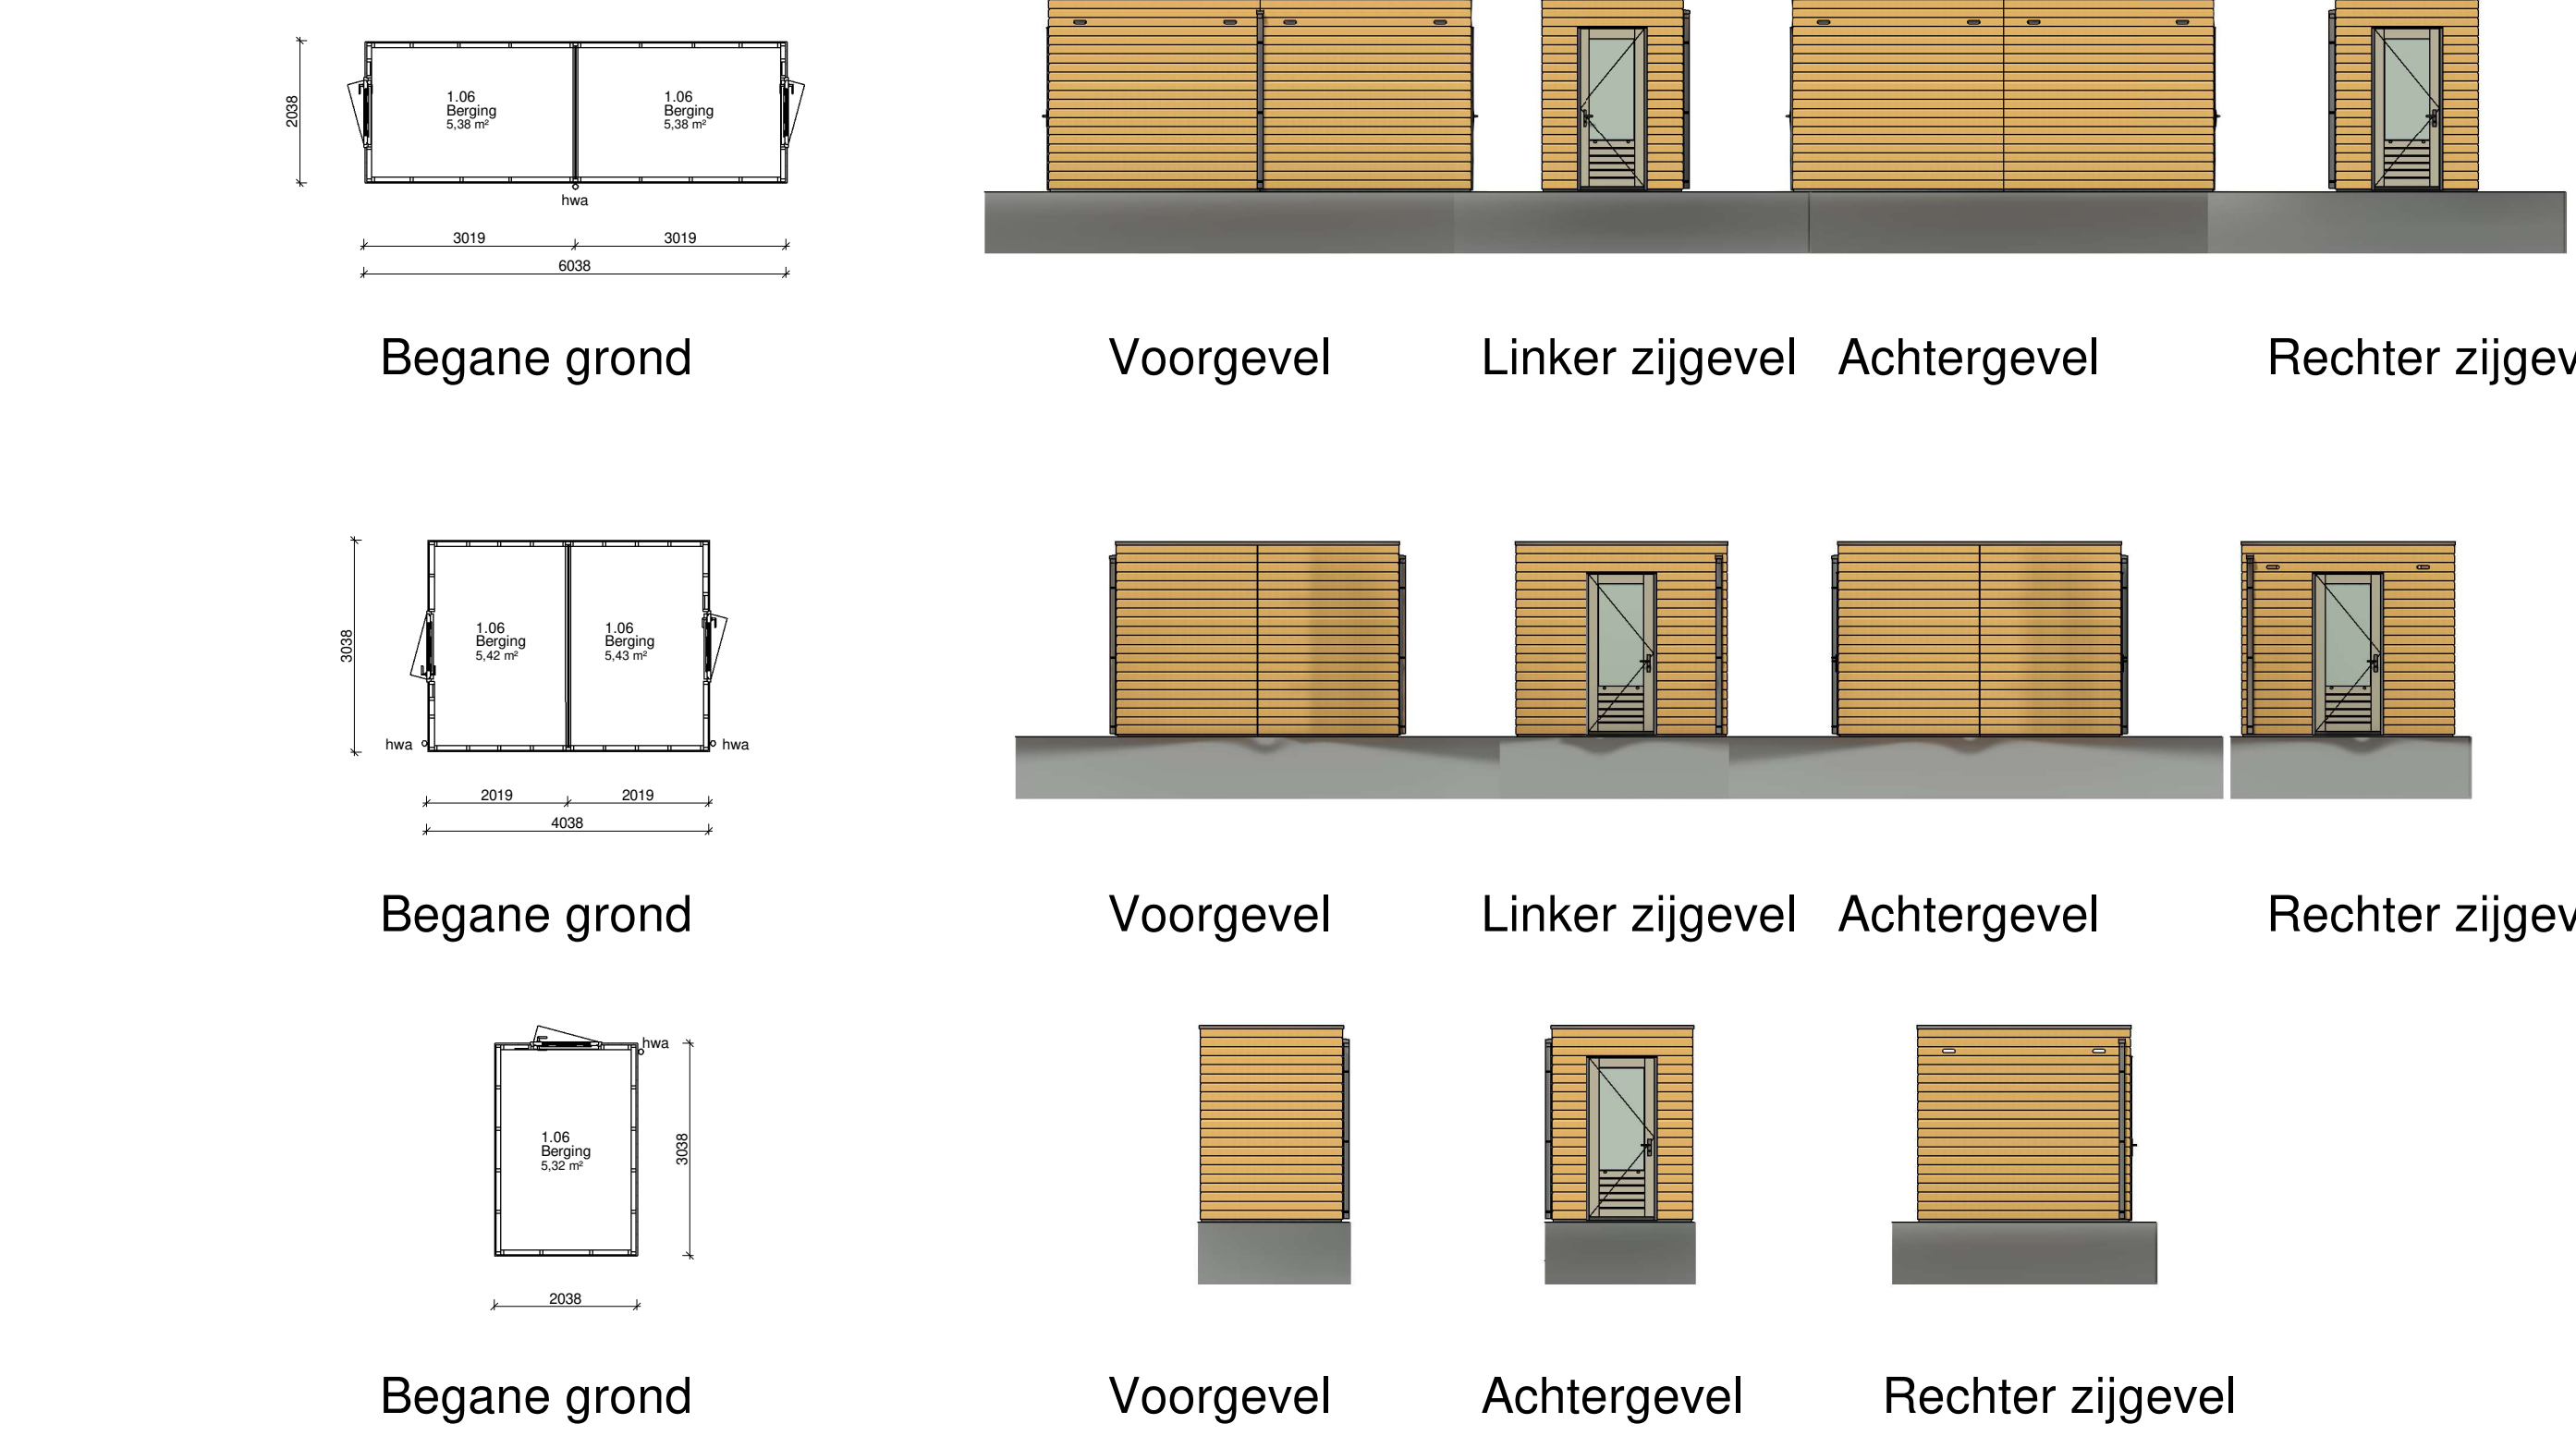 2038
1.06
Berging
5,38 m²
1.06
Berging
5,38 m²
hwa
3019
3019
6038
Begane grond
Voorgevel
Linker zijgevel
Achtergevel
Rechter zijgev
3038
1.06
Berging
5,42 m²
1.06
Berging
5,43 m²
hwa
hwa
2019
2019
4038
Begane grond
Voorgevel
Linker zijgevel
Achtergevel
Rechter zijgev
hwa
1.06
Berging
5,32 m²
3038
2038
Begane grond
Voorgevel
Achtergevel
Rechter zijgevel